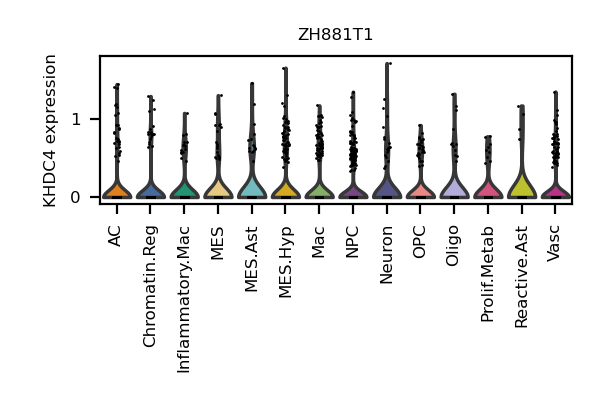 ZH881T1
KHDC4 expression
1
0
AC
Chromatin.Reg
Inflammatory.Mac
MES
MES.Ast
MES.Hyp
Mac
NPC
Neuron
OPC
Oligo
Prolif.Metab
Reactive.Ast
Vasc